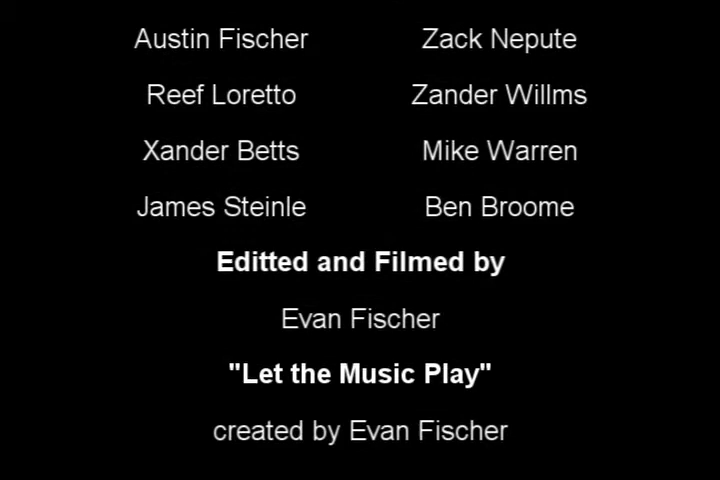 Austin Fischer Zack Nepute
Reef Loretto Zander Willms
Xander Betts Mike Warren
James Steinle Ben Broome
Editted and Filmed by
Evan Fischer
"Let the Music Play"
created by Evan Fischer